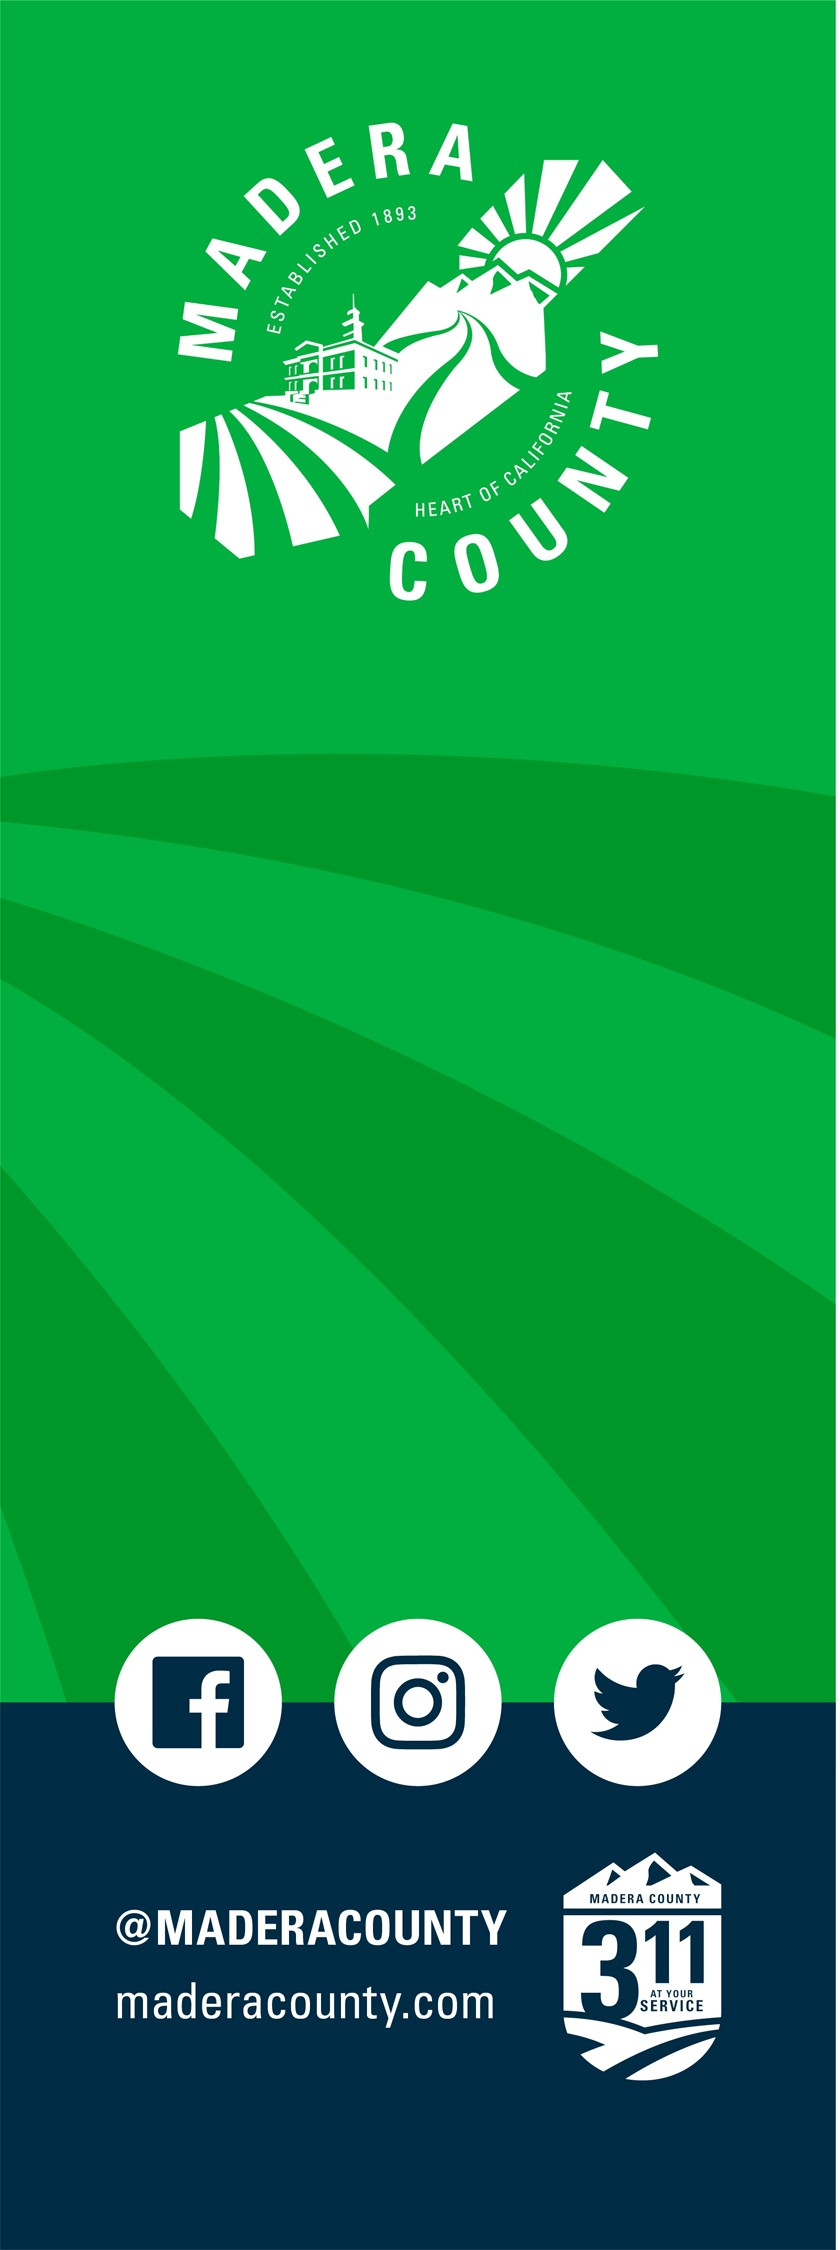 MADERA
ESTABLISHED 1893
HEART OF CALIFORNIA
COUNTY
@MADERACOUNTY
maderacounty.com
MADERA COUNTY
311
AT YOUR
SERVICE